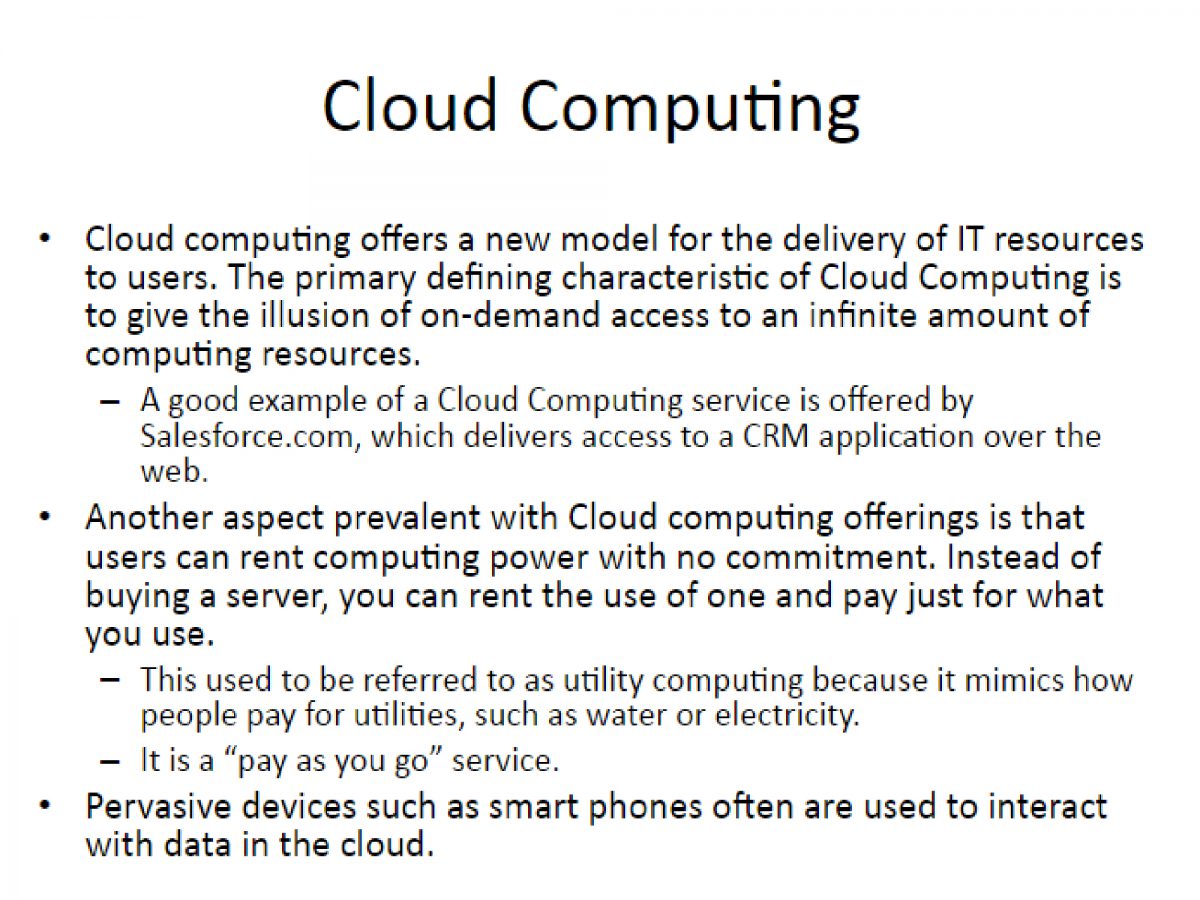 Cloud Computing
• Cloud computing offers a new model for the delivery of IT resources
to users. The primary defining characteristic of Cloud Computing is
to give the illusion of on-demand access to an infinite amount of
computing resources.
– A good example of a Cloud Computing service is offered by
Salesforce.com, which delivers access to a CRM application over the
web.
• Another aspect prevalent with Cloud computing offerings is that
users can rent computing power with no commitment. Instead of
buying a server, you can rent the use of one and pay just for what
you use.
– This used to be referred to as utility computing because it mimics how
people pay for utilities, such as water or electricity.
– It is a “pay as you go” service.
• Pervasive devices such as smart phones often are used to interact
with data in the cloud.